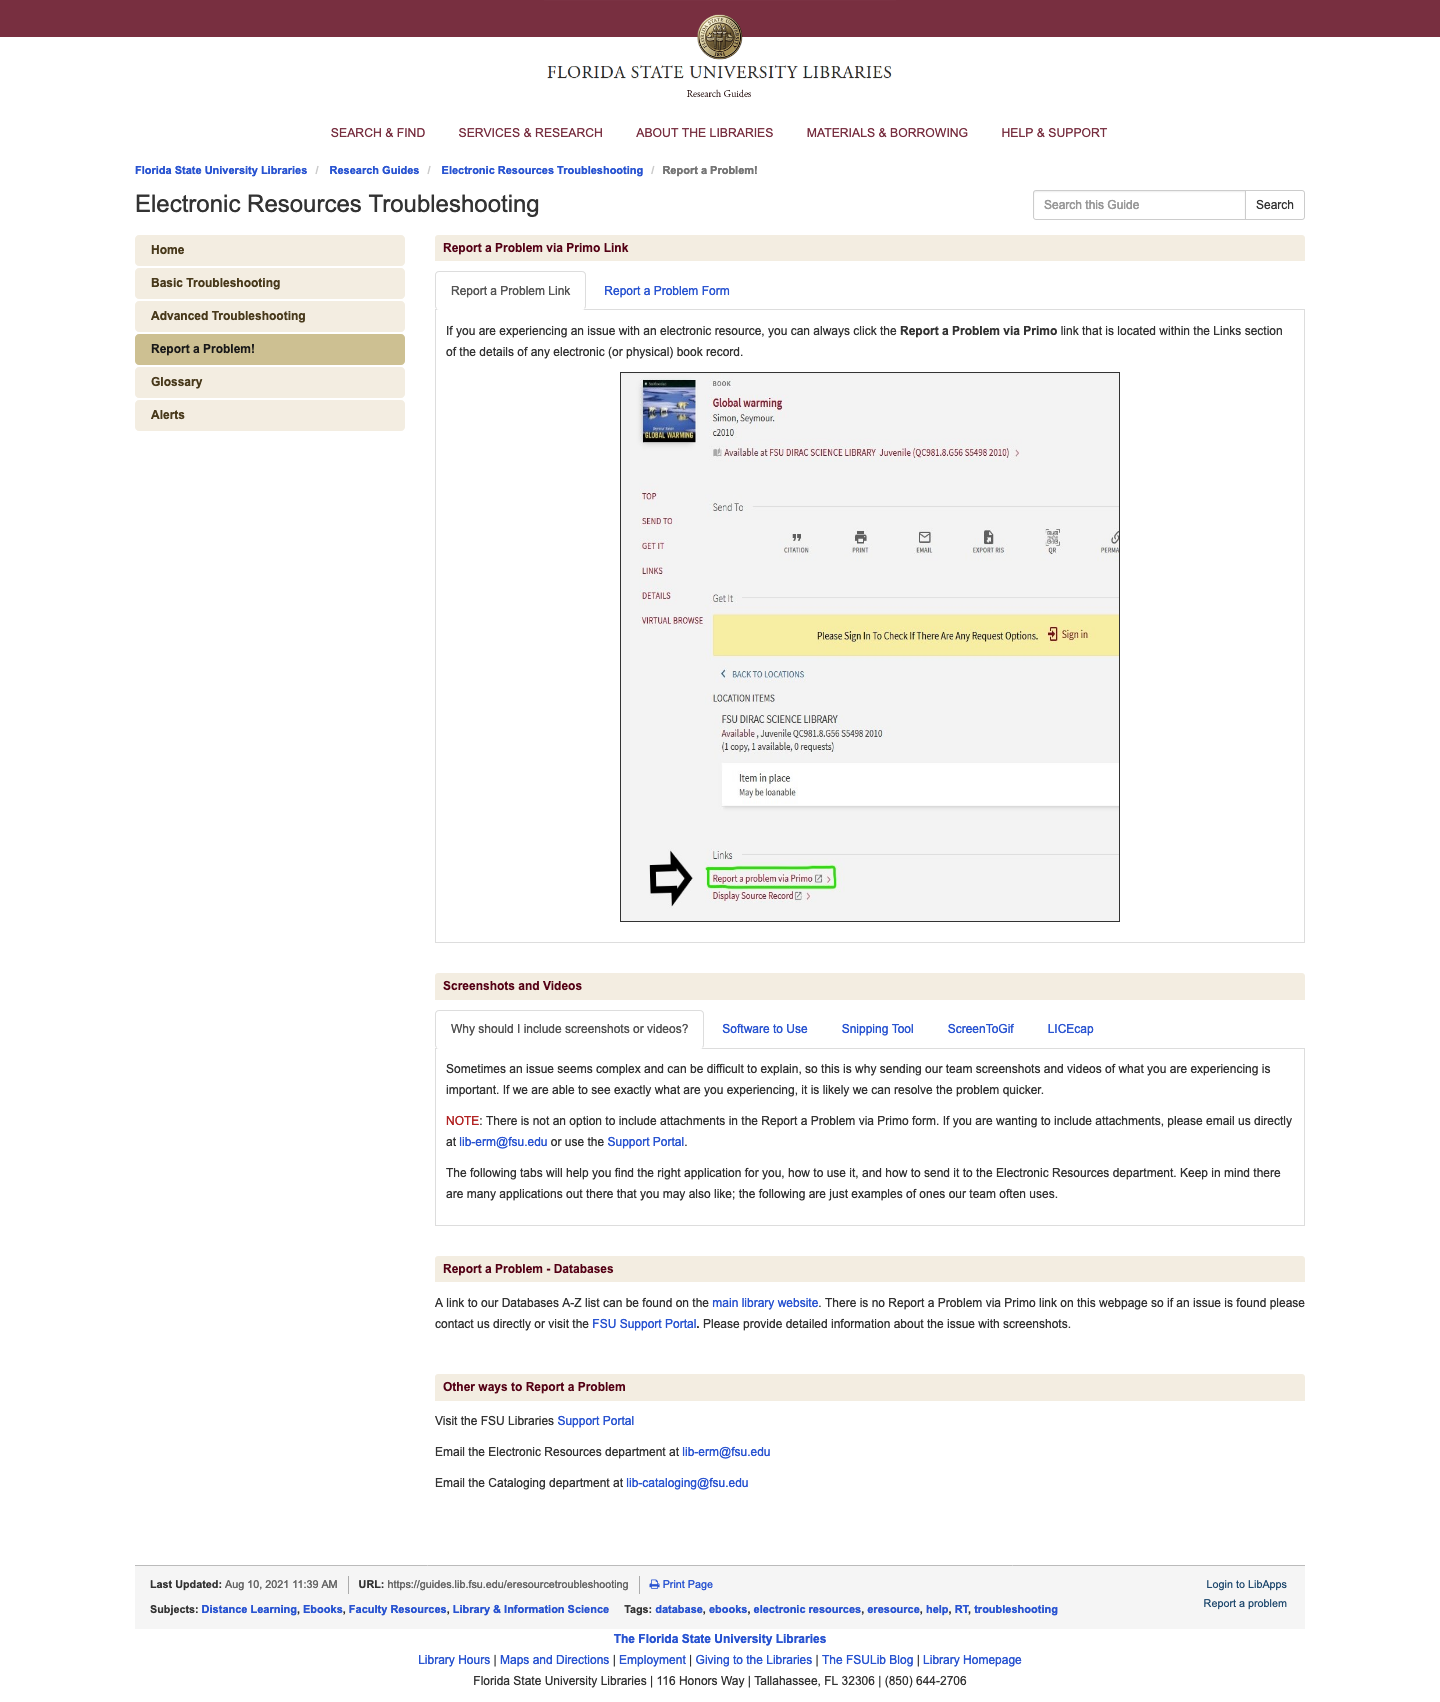 FLORIDA STATE UNIVERSITY LIBRARIES
Research Guides
SEARCH & FIND SERVICES & RESEARCH ABOUT THE LIBRARIES MATERIALS & BORROWING HELP & SUPPORT
Florida State University Libraries / Research Guides / Electronic Resources Troubleshooting / Report a Problem!
Electronic Resources Troubleshooting
Search this Guide Search
Home
Basic Troubleshooting
Advanced Troubleshooting
Report a Problem!
Glossary
Alerts
Report a Problem via Primo Link
Report a Problem Link Report a Problem Form
If you are experiencing an issue with an electronic resource, you can always click the Report a Problem via Primo link that is located within the Links section
of the details of any electronic (or physical) book record.
GLOBAL WARMING
BOOK
Global warming
Simon, Seymour.
c2010
Available at FSU DIRAC SCIENCE LIBRARY Juvenile (QC981.8.G56 S5498 2010)
TOP
SEND TO
GET IT
LINKS
DETAILS
VIRTUAL BROWSE
Send To
CITATION PRINT EMAIL EXPORT RIS QR PERMA
Get It
Please Sign In To Check If There Are Any Request Options. Sign in
BACK TO LOCATIONS
LOCATION ITEMS
FSU DIRAC SCIENCE LIBRARY
Available , Juvenile QC981.8.G56 S5498 2010
(1 copy, 1 available, 0 requests)
Item in place
May be loanable
Links
Report a problem via Primo
Display Source Record
Screenshots and Videos
Why should I include screenshots or videos? Software to Use Snipping Tool ScreenToGif LICEcap
Sometimes an issue seems complex and can be difficult to explain, so this is why sending our team screenshots and videos of what you are experiencing is
important. If we are able to see exactly what are you experiencing, it is likely we can resolve the problem quicker.
NOTE: There is not an option to include attachments in the Report a Problem via Primo form. If you are wanting to include attachments, please email us directly
at lib-erm@fsu.edu or use the Support Portal.
The following tabs will help you find the right application for you, how to use it, and how to send it to the Electronic Resources department. Keep in mind there
are many applications out there that you may also like; the following are just examples of ones our team often uses.
Report a Problem - Databases
A link to our Databases A-Z list can be found on the main library website. There is no Report a Problem via Primo link on this webpage so if an issue is found please
contact us directly or visit the FSU Support Portal. Please provide detailed information about the issue with screenshots.
Other ways to Report a Problem
Visit the FSU Libraries Support Portal
Email the Electronic Resources department at lib-erm@fsu.edu
Email the Cataloging department at lib-cataloging@fsu.edu
Last Updated: Aug 10, 2021 11:39 AM URL: https://guides.lib.fsu.edu/eresourcetroubleshooting Print Page Login to LibApps
Report a problem
Subjects: Distance Learning, Ebooks, Faculty Resources, Library & Information Science Tags: database, ebooks, electronic resources, eresource, help, RT, troubleshooting
The Florida State University Libraries
Library Hours | Maps and Directions | Employment | Giving to the Libraries | The FSULib Blog | Library Homepage
Florida State University Libraries | 116 Honors Way | Tallahassee, FL 32306 | (850) 644-2706